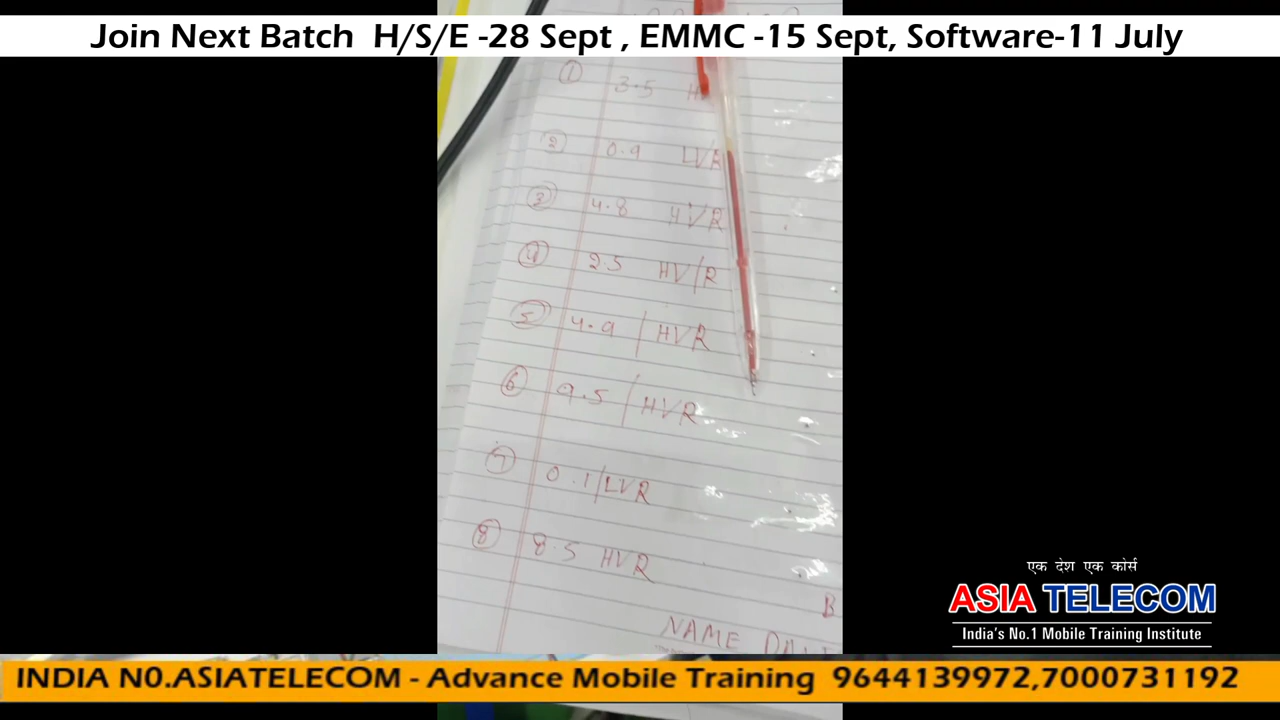 Join Next Batch H/S/E -28 Sept , EMMC -15 Sept, Software-11 July
① 3.5
② 0.9 LVR
③ 4.8 HVR
④ 2.5 HV/R
⑤ 4.9 | HVR
⑥ 9.5 | HVR
⑦ 0.1/LVR
⑧ 8.5 HVR
B
NAME
एक देश एक कोर्स
ASIA TELECOM
India's No.1 Mobile Training Institute
INDIA N0.ASIATELECOM - Advance Mobile Training 9644139972,7000731192